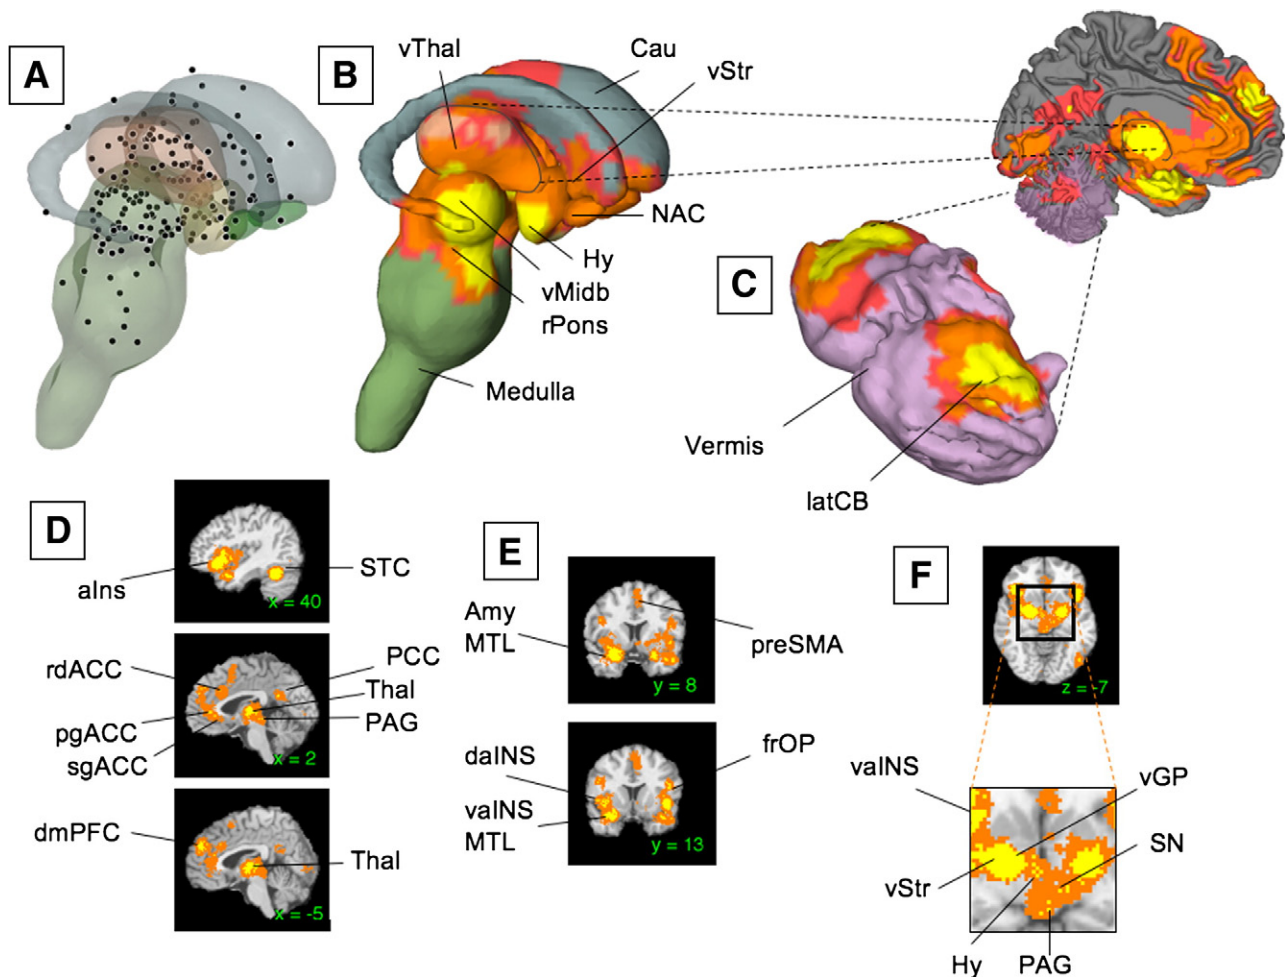 A
B
vThal
Cau
vStr
NAC
Hy
vMidb
rPons
Medulla
C
Vermis
latCB
D
aIns
STC
x = 40
rdACC
PCC
Thal
pgACC
PAG
sgACC
x = 2
dmPFC
Thal
x = -5
E
Amy
MTL
preSMA
y = 8
daINS
frOP
vaINS
MTL
y = 13
F
z = -7
vaINS
vGP
SN
vStr
Hy
PAG